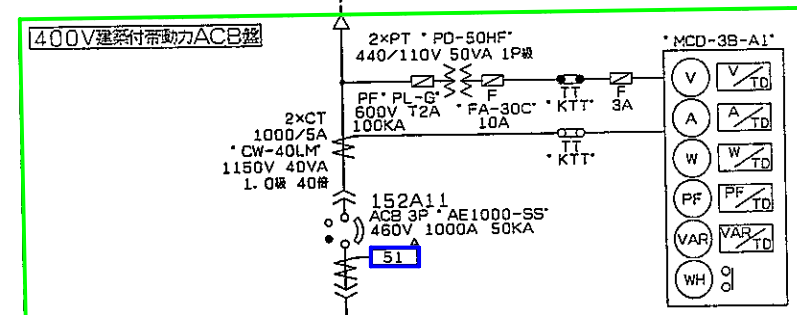 400V建築付帯動力ACB盤
2×PT "PD-50HF"
440/110V 50VA 1P級
"MCD-3B-A1"
PF"PL-G"
600V T2A
100KA
F
"FA-30C"
10A
TT
"KTT"
F
3A
TT
"KTT"
2×CT
1000/5A
"CW-40LM"
1150V 40VA
1.0級 40倍
152A11
ACB 3P "AE1000-SS"
460V 1000A 50KA
51
V V/TD
A A/TD
W W/TD
PF PF/TD
VAR VAR/TD
WH